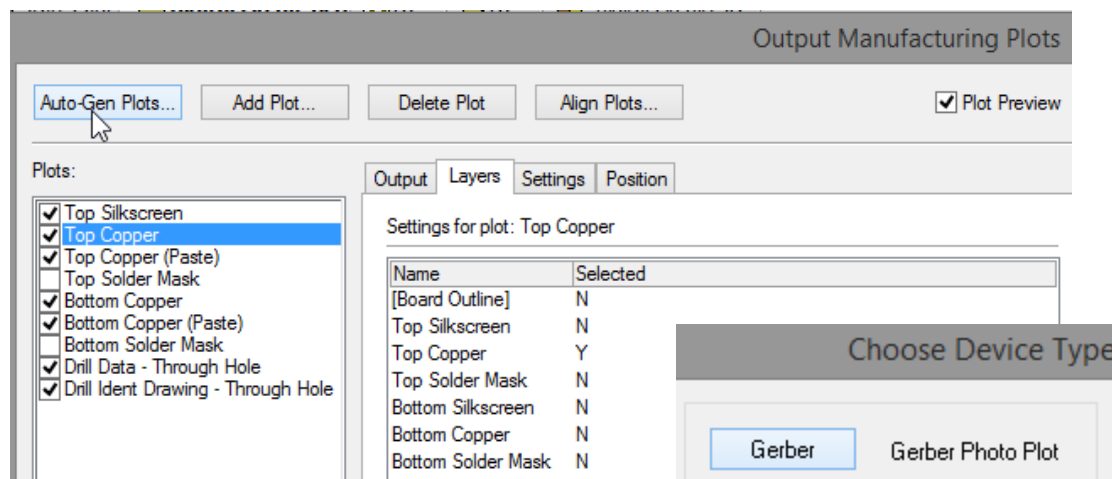 Output Manufacturing Plots
Auto-Gen Plots... Add Plot... Delete Plot Align Plots... Plot Preview
Plots:
Top Silkscreen
Top Copper
Top Copper (Paste)
Top Solder Mask
Bottom Copper
Bottom Copper (Paste)
Bottom Solder Mask
Drill Data - Through Hole
Drill Ident Drawing - Through Hole
Output Layers Settings Position
Settings for plot: Top Copper
Name Selected
[Board Outline] N
Top Silkscreen N
Top Copper Y
Top Solder Mask N
Bottom Silkscreen N
Bottom Copper N
Bottom Solder Mask N
Choose Device Type
Gerber Gerber Photo Plot